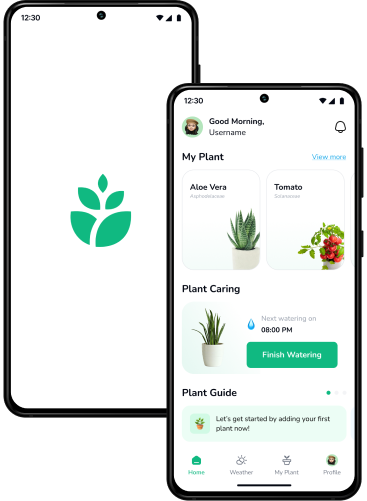 12:30
12:30
Good Morning,
Username
My Plant
View more
Aloe Vera
Asphodelaceae
Tomato
Solanaceae
Plant Caring
Next watering on
08:00 PM
Finish Watering
Plant Guide
Let's get started by adding your first
plant now!
Home
Weather
My Plant
Profile